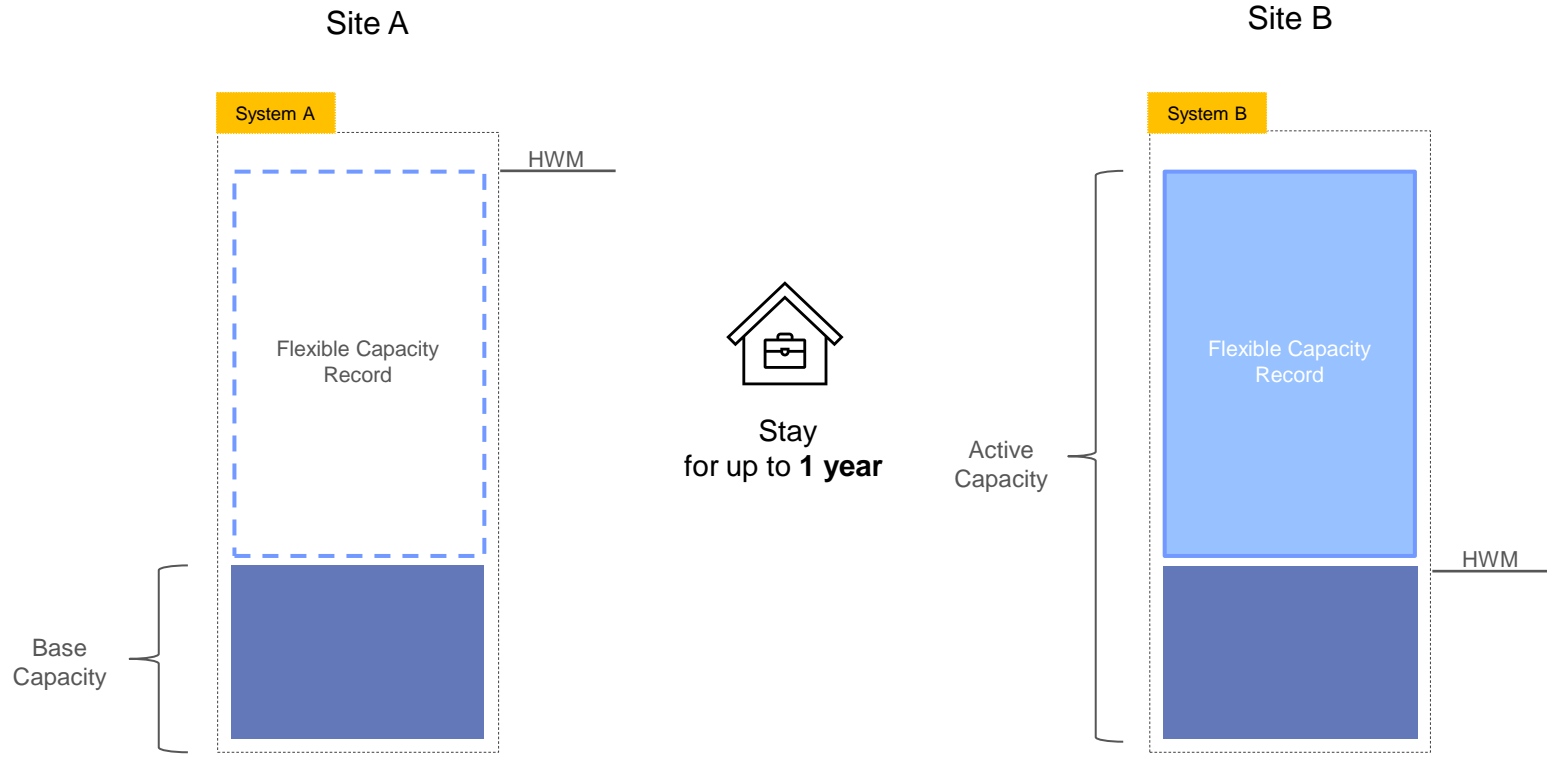 Site A
Site B
System A
System B
HWM
Flexible Capacity
Record
Flexible Capacity
Record
Stay
for up to 1 year
Active
Capacity
HWM
Base
Capacity